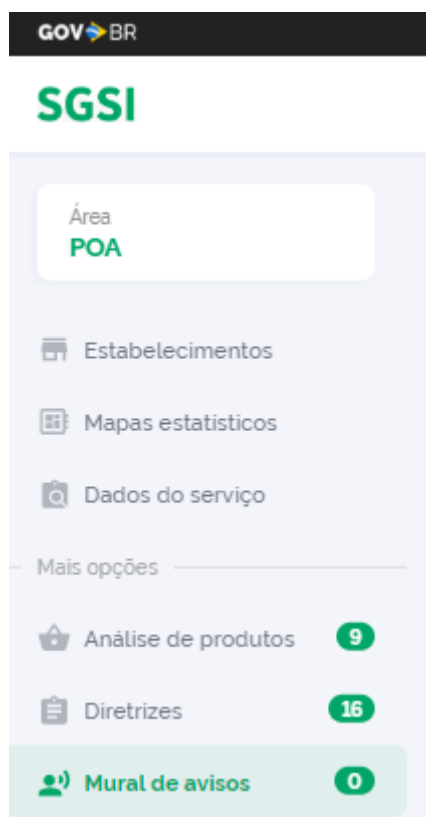 GOV BR
SGSI
Área
POA
Estabelecimentos
Mapas estatísticos
Dados do serviço
Mais opções
Análise de produtos 9
Diretrizes 16
Mural de avisos 0